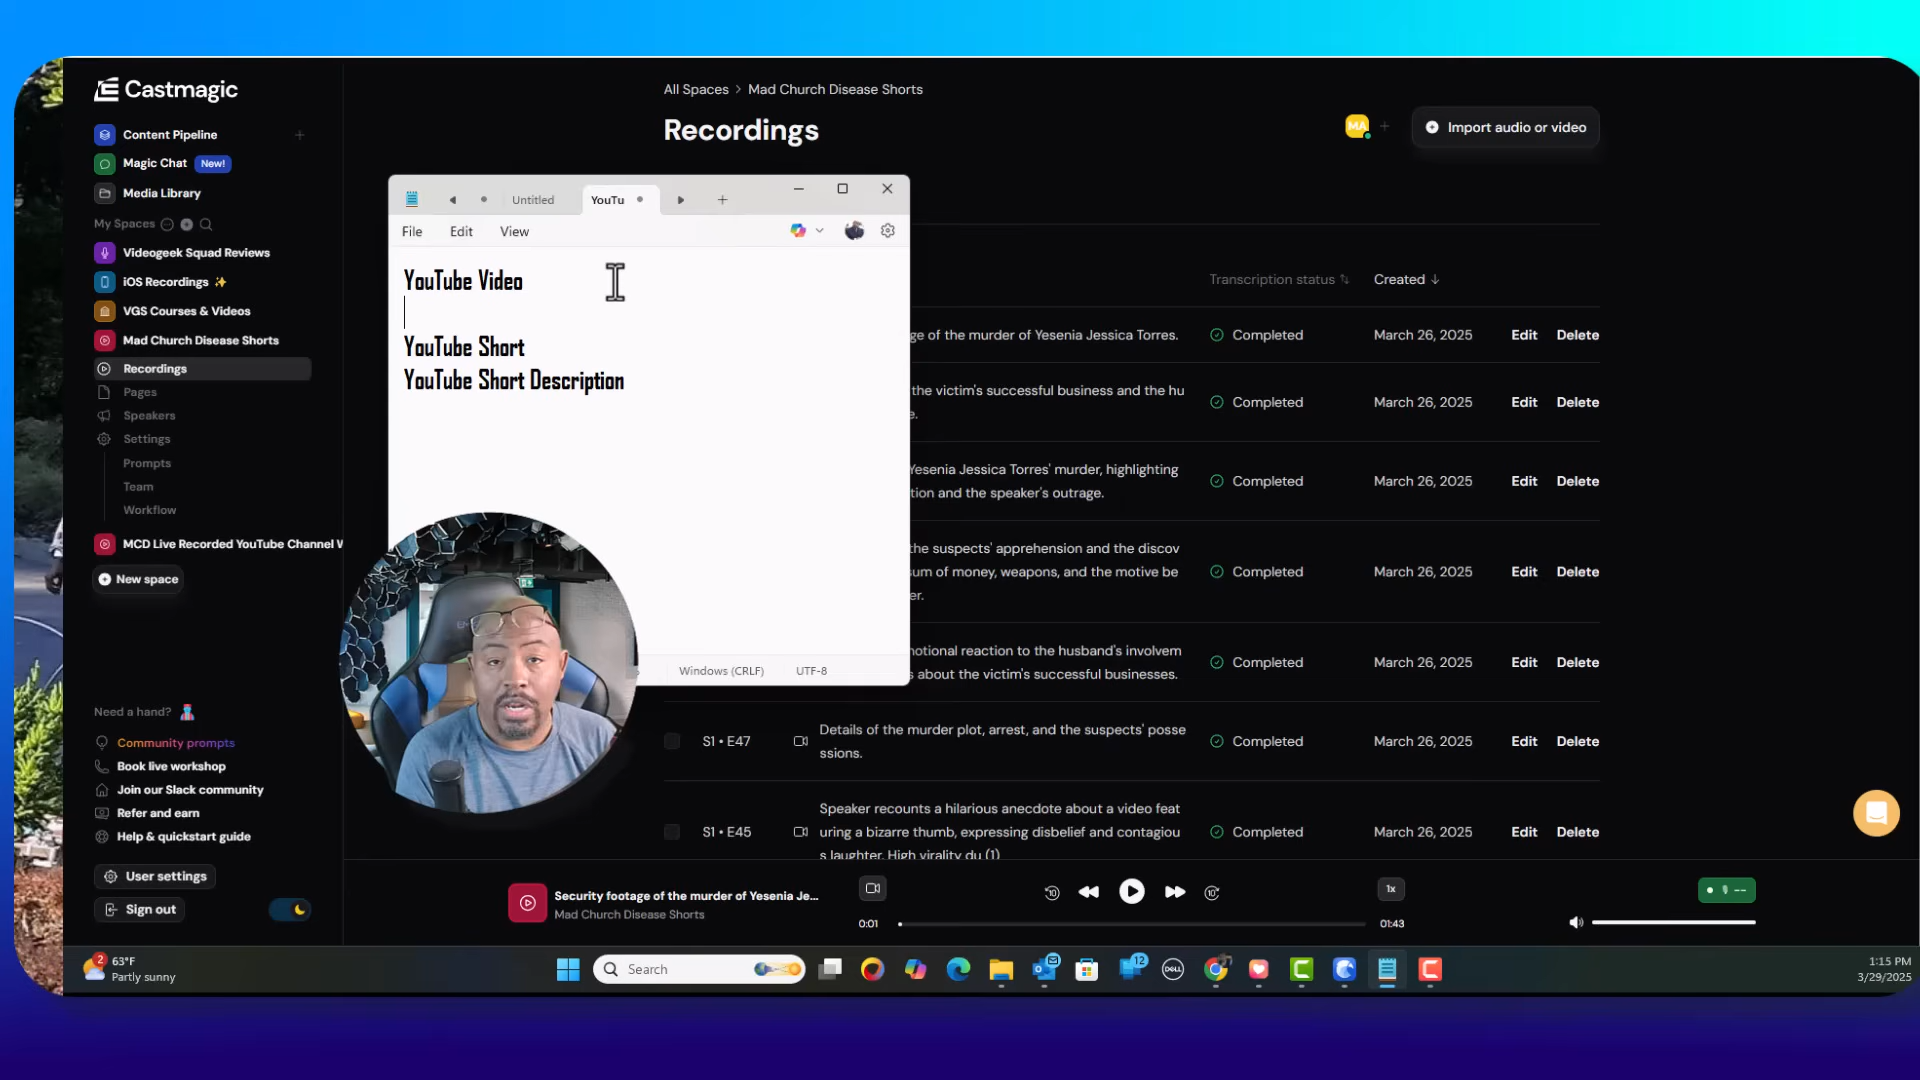 Castmagic
Content Pipeline
Magic Chat New!
Media Library
My Spaces
Videogeek Squad Reviews
iOS Recordings ✨
VGS Courses & Videos
Mad Church Disease Shorts
Recordings
Pages
Speakers
Settings
Prompts
Team
Workflow
MCD Live Recorded YouTube Channel
New space
Need a hand?
Community prompts
Book live workshop
Join our Slack community
Refer and earn
Help & quickstart guide
User settings
Sign out
All Spaces > Mad Church Disease Shorts
Recordings
MA
Import audio or video
Untitled
YouTu
File Edit View
YouTube Video
YouTube Short
YouTube Short Description
Windows (CRLF) UTF-8
Transcription status Created
of the murder of Yesenia Jessica Torres. Completed March 26, 2025 Edit Delete
the victim's successful business and the hu
Completed March 26, 2025 Edit Delete
Yesenia Jessica Torres' murder, highlighting
tion and the speaker's outrage.
Completed March 26, 2025 Edit Delete
the suspects' apprehension and the discov
sum of money, weapons, and the motive be
er.
Completed March 26, 2025 Edit Delete
otional reaction to the husband's involvem
s about the victim's successful businesses.
Completed March 26, 2025 Edit Delete
S1 • E47
Details of the murder plot, arrest, and the suspects' posse
ssions.
Completed March 26, 2025 Edit Delete
S1 • E45
Speaker recounts a hilarious anecdote about a video feat
uring a bizarre thumb, expressing disbelief and contagiou
s laughter. High virality du (1)
Completed March 26, 2025 Edit Delete
Security footage of the murder of Yesenia Je...
Mad Church Disease Shorts
10
10
1x
0:01
01:43
--
2
63°F
Partly sunny
Search
12
DELL
1:15 PM
3/29/2025